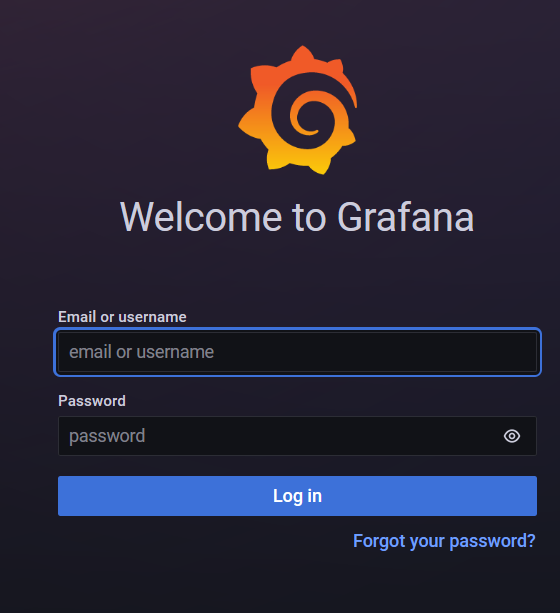 Welcome to Grafana
Email or username
email or username
Password
password
Log in
Forgot your password?